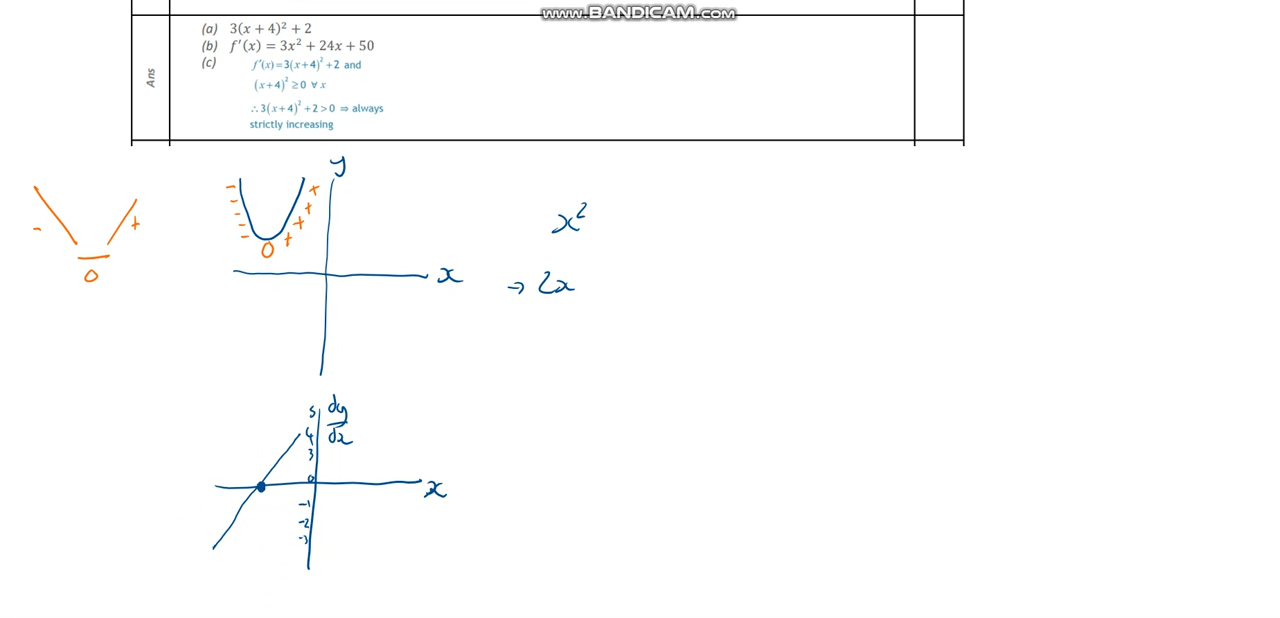 www.BANDICAM.com
Ans
(a) 3(x + 4)² + 2
(b) f′(x) = 3x² + 24x + 50
(c) f′(x)=3(x+4)²+2 and
(x+4)² ≥0 ∀ x
∴3(x+4)²+2>0 ⇒ always
strictly increasing
y
- +
- +
- +
- +
- +
0
- +
0
x
x²
→ 2x
dy
dx
5
4
3
0
-1
-2
-3
x